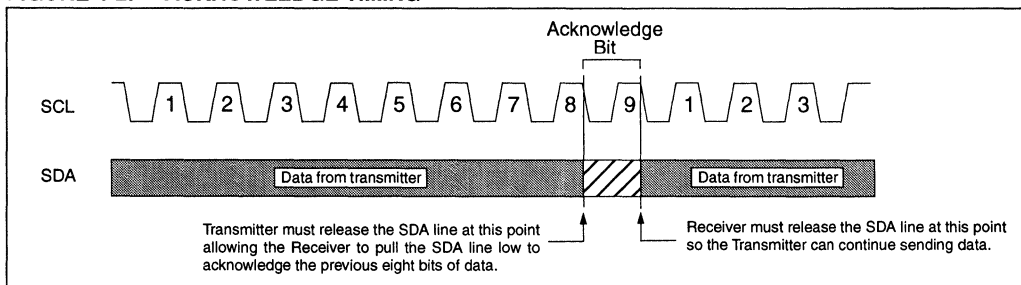 Acknowledge
Bit
SCL 1 2 3 4 5 6 7 8 9 1 2 3
SDA Data from transmitter Data from transmitter
Transmitter must release the SDA line at this point
allowing the Receiver to pull the SDA line low to
acknowledge the previous eight bits of data.
Receiver must release the SDA line at this point
so the Transmitter can continue sending data.